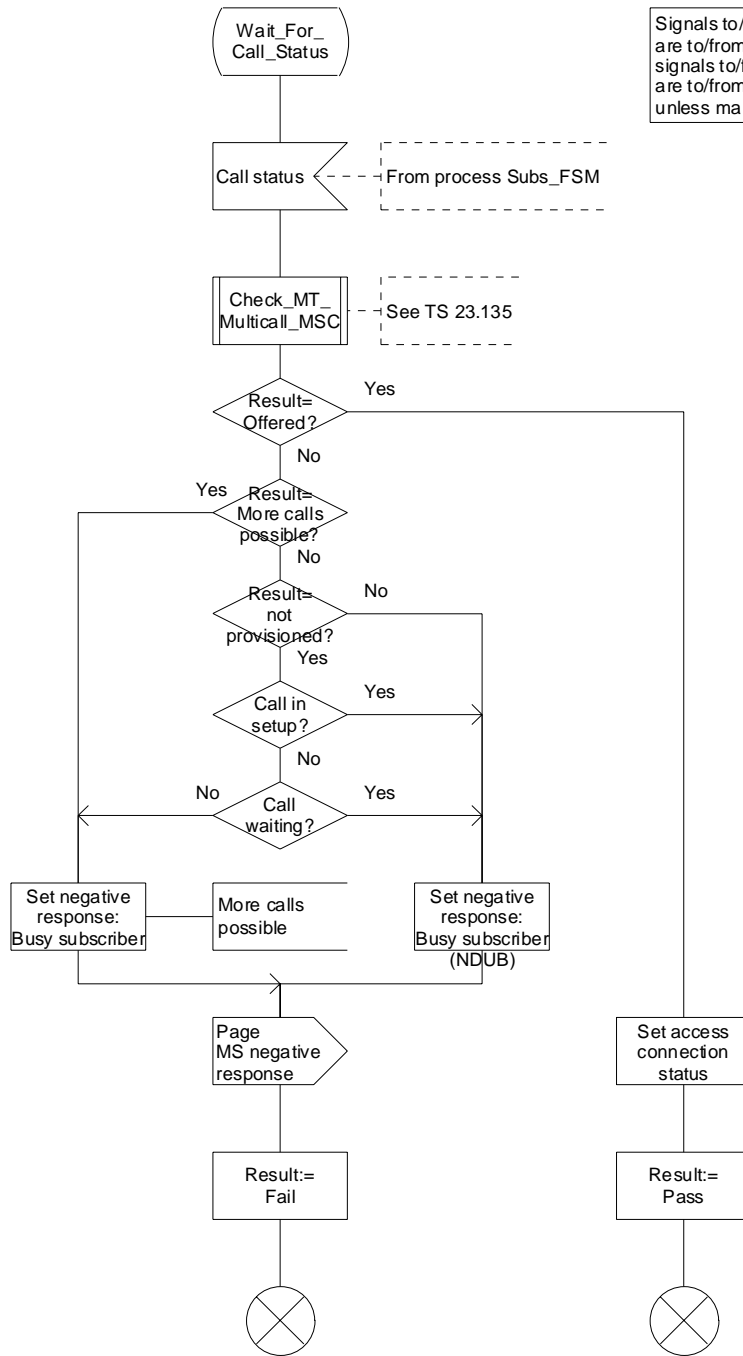 Wait_For_
Call_Status
Signals to/
are to/from
signals to/f
are to/from
unless ma
Call status
From process Subs_FSM
Check_MT_
Multicall_MSC
See TS 23.135
Result=
Offered?
Yes
No
Yes
Result=
More calls
possible?
No
Result=
not
provisioned?
No
Yes
Call in
setup?
Yes
No
No
Call
waiting?
Yes
Set negative
response:
Busy subscriber
More calls
possible
Set negative
response:
Busy subscriber
(NDUB)
Page
MS negative
response
Set access
connection
status
Result:=
Fail
Result:=
Pass